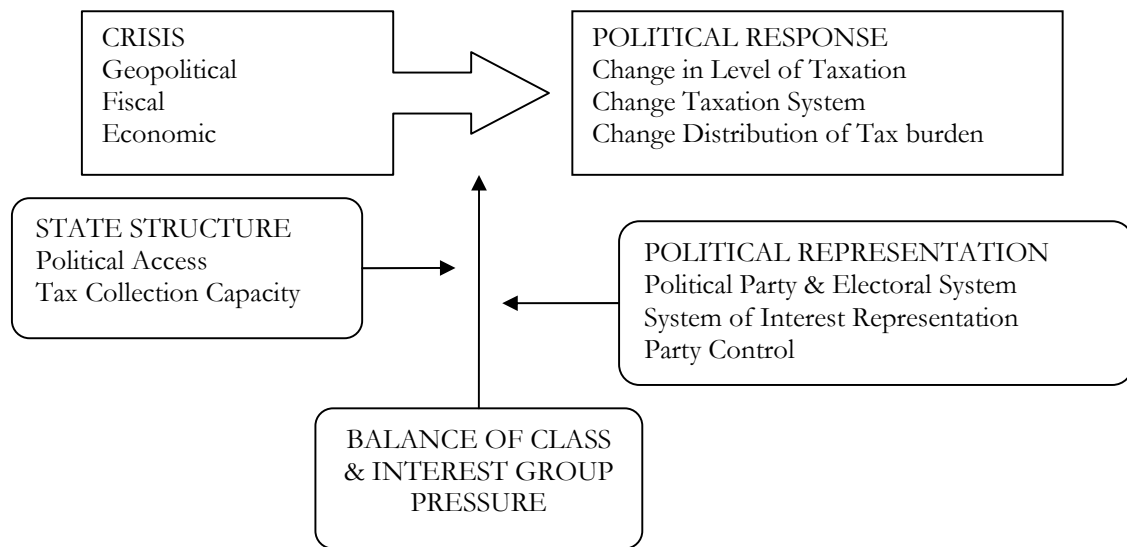 CRISIS
Geopolitical
Fiscal
Economic
POLITICAL RESPONSE
Change in Level of Taxation
Change Taxation System
Change Distribution of Tax burden
STATE STRUCTURE
Political Access
Tax Collection Capacity
POLITICAL REPRESENTATION
Political Party & Electoral System
System of Interest Representation
Party Control
BALANCE OF CLASS
& INTEREST GROUP
PRESSURE